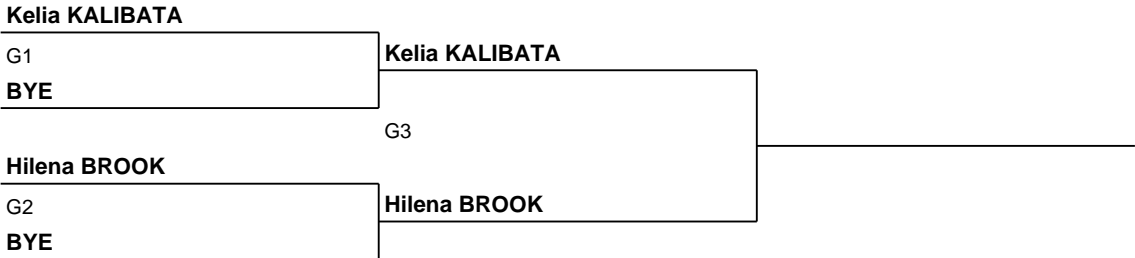 Kelia KALIBATA
G1
Kelia KALIBATA
BYE
G3
Hilena BROOK
G2
Hilena BROOK
BYE